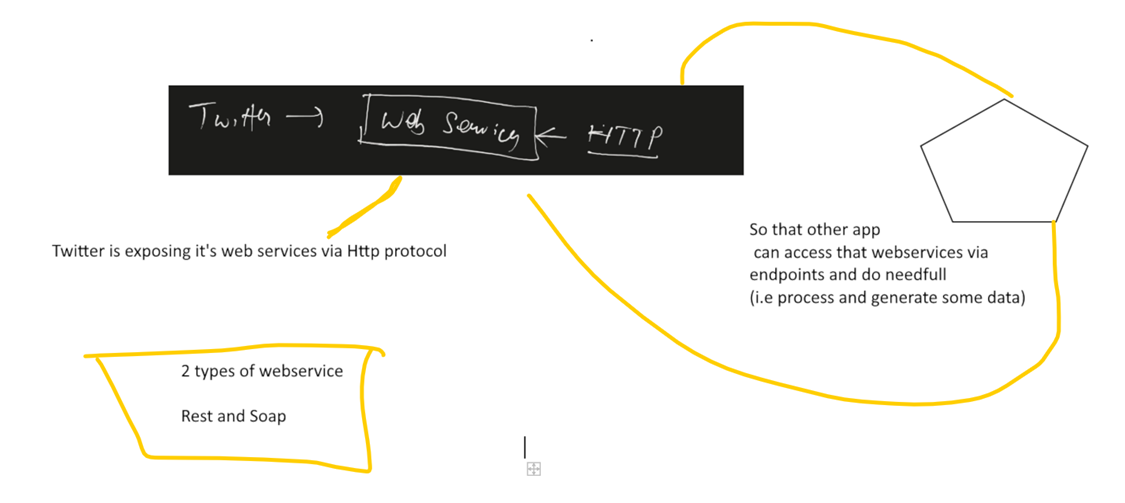 Twitter → Web Services ← HTTP
Twitter is exposing it's web services via Http protocol
So that other app
can access that webservices via
endpoints and do needfull
(i.e process and generate some data)
2 types of webservice
Rest and Soap